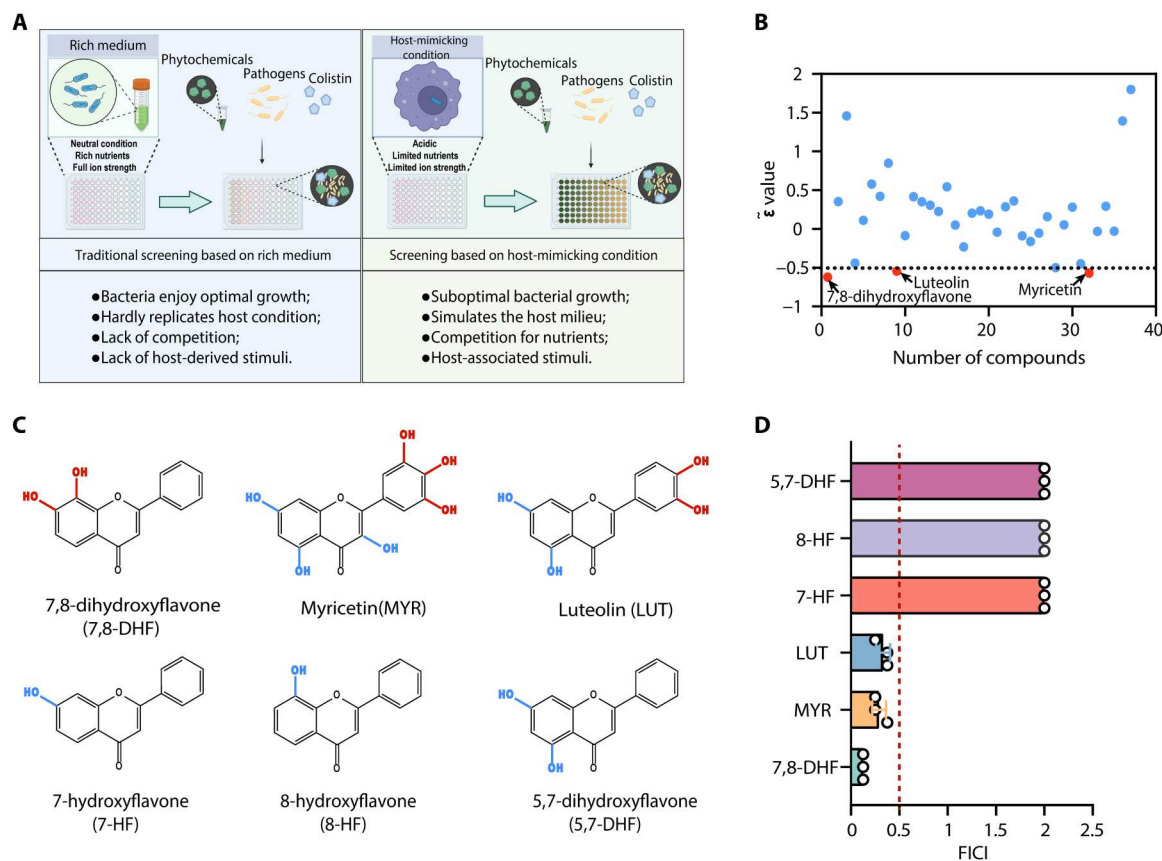 A
Rich medium
Phytochemicals
Pathogens
Colistin
Neutral condition
Rich nutrients
Full ion strength
Host-mimicking
condition
Phytochemicals
Pathogens
Colistin
Acidic
Limited nutrients
Limited ion strength
Traditional screening based on rich medium
Screening based on host-mimicking condition
●Bacteria enjoy optimal growth;
●Hardly replicates host condition;
●Lack of competition;
●Lack of host-derived stimuli.
●Suboptimal bacterial growth;
●Simulates the host milieu;
●Competition for nutrients;
●Host-associated stimuli.
B
ε̃ value
2
1.5
1
0.5
0
−0.5
−1
Luteolin
7,8-dihydroxyflavone
Myricetin
0
10
20
30
40
Number of compounds
C
OH
HO
O
O
7,8-dihydroxyflavone
(7,8-DHF)
OH
OH
HO
O
OH
OH
OH
O
Myricetin(MYR)
OH
HO
O
OH
OH
O
Luteolin (LUT)
HO
O
O
7-hydroxyflavone
(7-HF)
OH
O
O
8-hydroxyflavone
(8-HF)
HO
O
OH
O
5,7-dihydroxyflavone
(5,7-DHF)
D
5,7-DHF
8-HF
7-HF
LUT
MYR
7,8-DHF
0
0.5
1
1.5
2
2.5
FICI